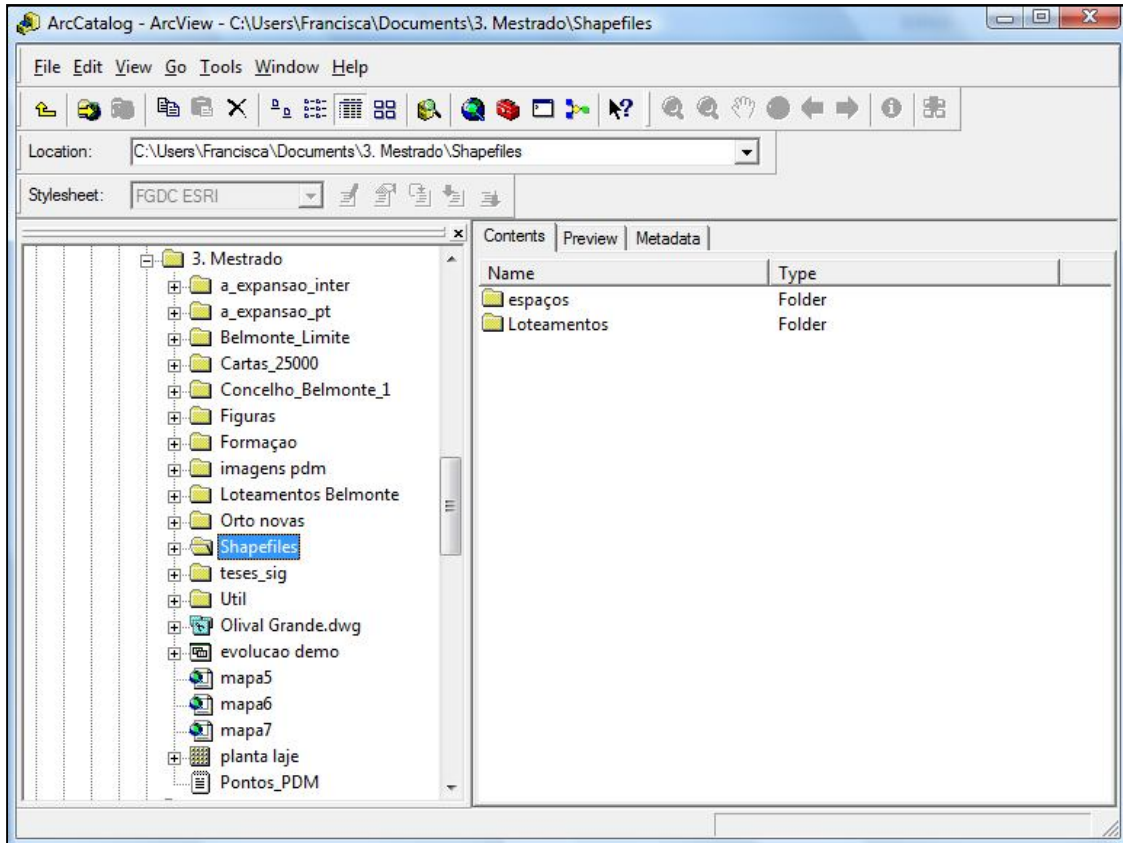 ArcCatalog - ArcView - C:\Users\Francisca\Documents\3. Mestrado\Shapefiles
File Edit View Go Tools Window Help
Location: C:\Users\Francisca\Documents\3. Mestrado\Shapefiles
Stylesheet: FGDC ESRI
3. Mestrado
a_expansao_inter
a_expansao_pt
Belmonte_Limite
Cartas_25000
Concelho_Belmonte_1
Figuras
Formaçao
imagens pdm
Loteamentos Belmonte
Orto novas
Shapefiles
teses_sig
Util
Olival Grande.dwg
evolucao demo
mapa5
mapa6
mapa7
planta laje
Pontos_PDM
Contents Preview Metadata
Name Type
espaços Folder
Loteamentos Folder